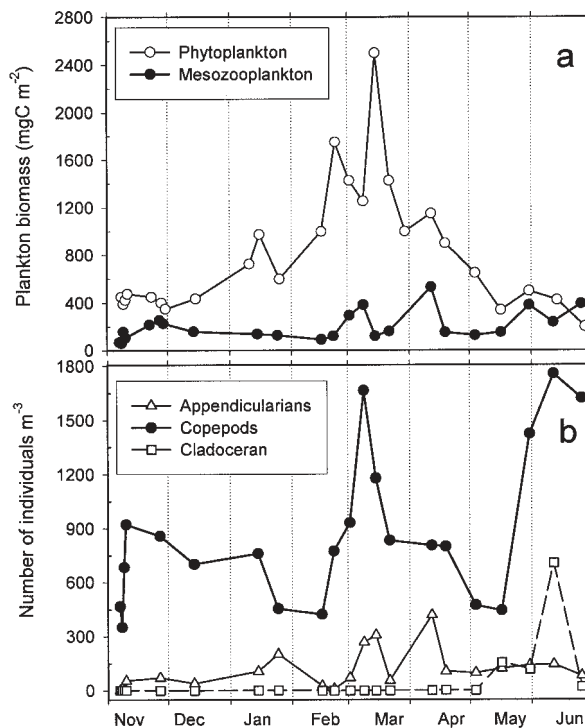 2800
2400
2000
1600
1200
800
400
0
Plankton biomass (mgC m⁻²)
Phytoplankton
Mesozooplankton
a
1800
1500
1200
900
600
300
0
Number of individuals m⁻³
Appendicularians
Copepods
Cladoceran
b
Nov Dec Jan Feb Mar Apr May Jun